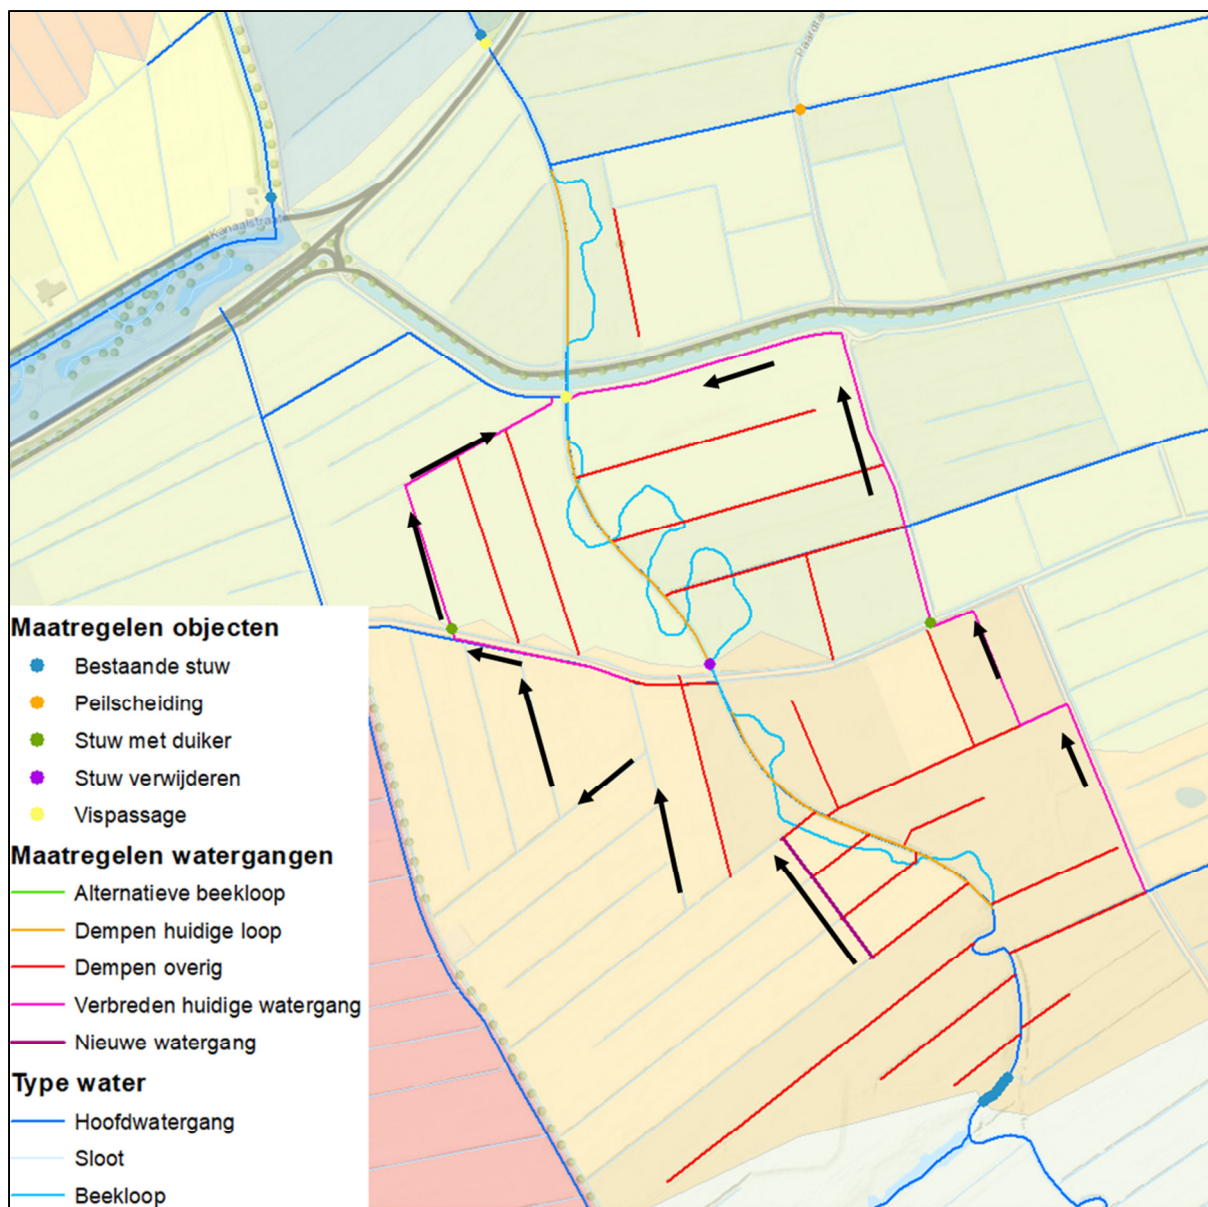 Kanaalstraat
Maatregelen objecten
Bestaande stuw
Peilscheiding
Stuw met duiker
Stuw verwijderen
Vispassage
Maatregelen watergangen
Alternatieve beekloop
Dempen huidige loop
Dempen overig
Verbreden huidige watergang
Nieuwe watergang
Type water
Hoofdwatergang
Sloot
Beekloop